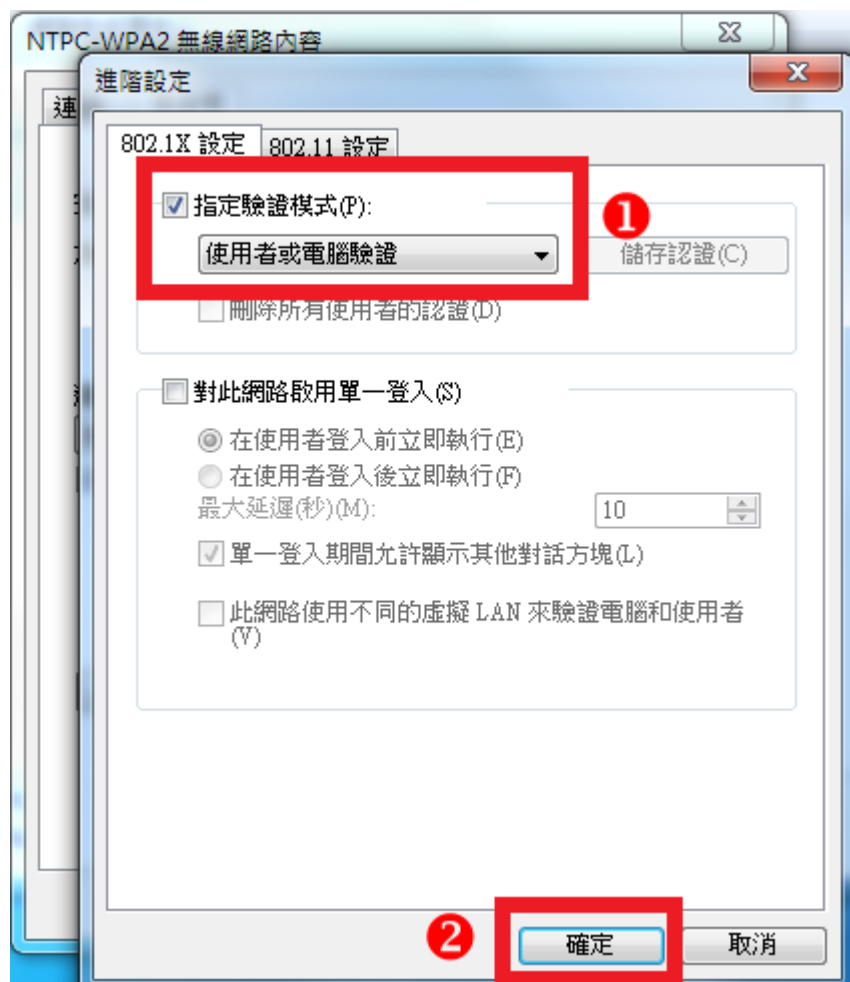 NTPC-WPA2 無線網路內容
進階設定
連
802.1X 設定
802.11 設定
指定驗證模式(P):
1
使用者或電腦驗證
儲存認證(C)
刪除所有使用者的認證(D)
對此網路啟用單一登入(S)
在使用者登入前立即執行(E)
在使用者登入後立即執行(F)
最大延遲(秒)(M):
10
單一登入期間允許顯示其他對話方塊(L)
此網路使用不同的虛擬 LAN 來驗證電腦和使用者
(V)
2
確定
取消